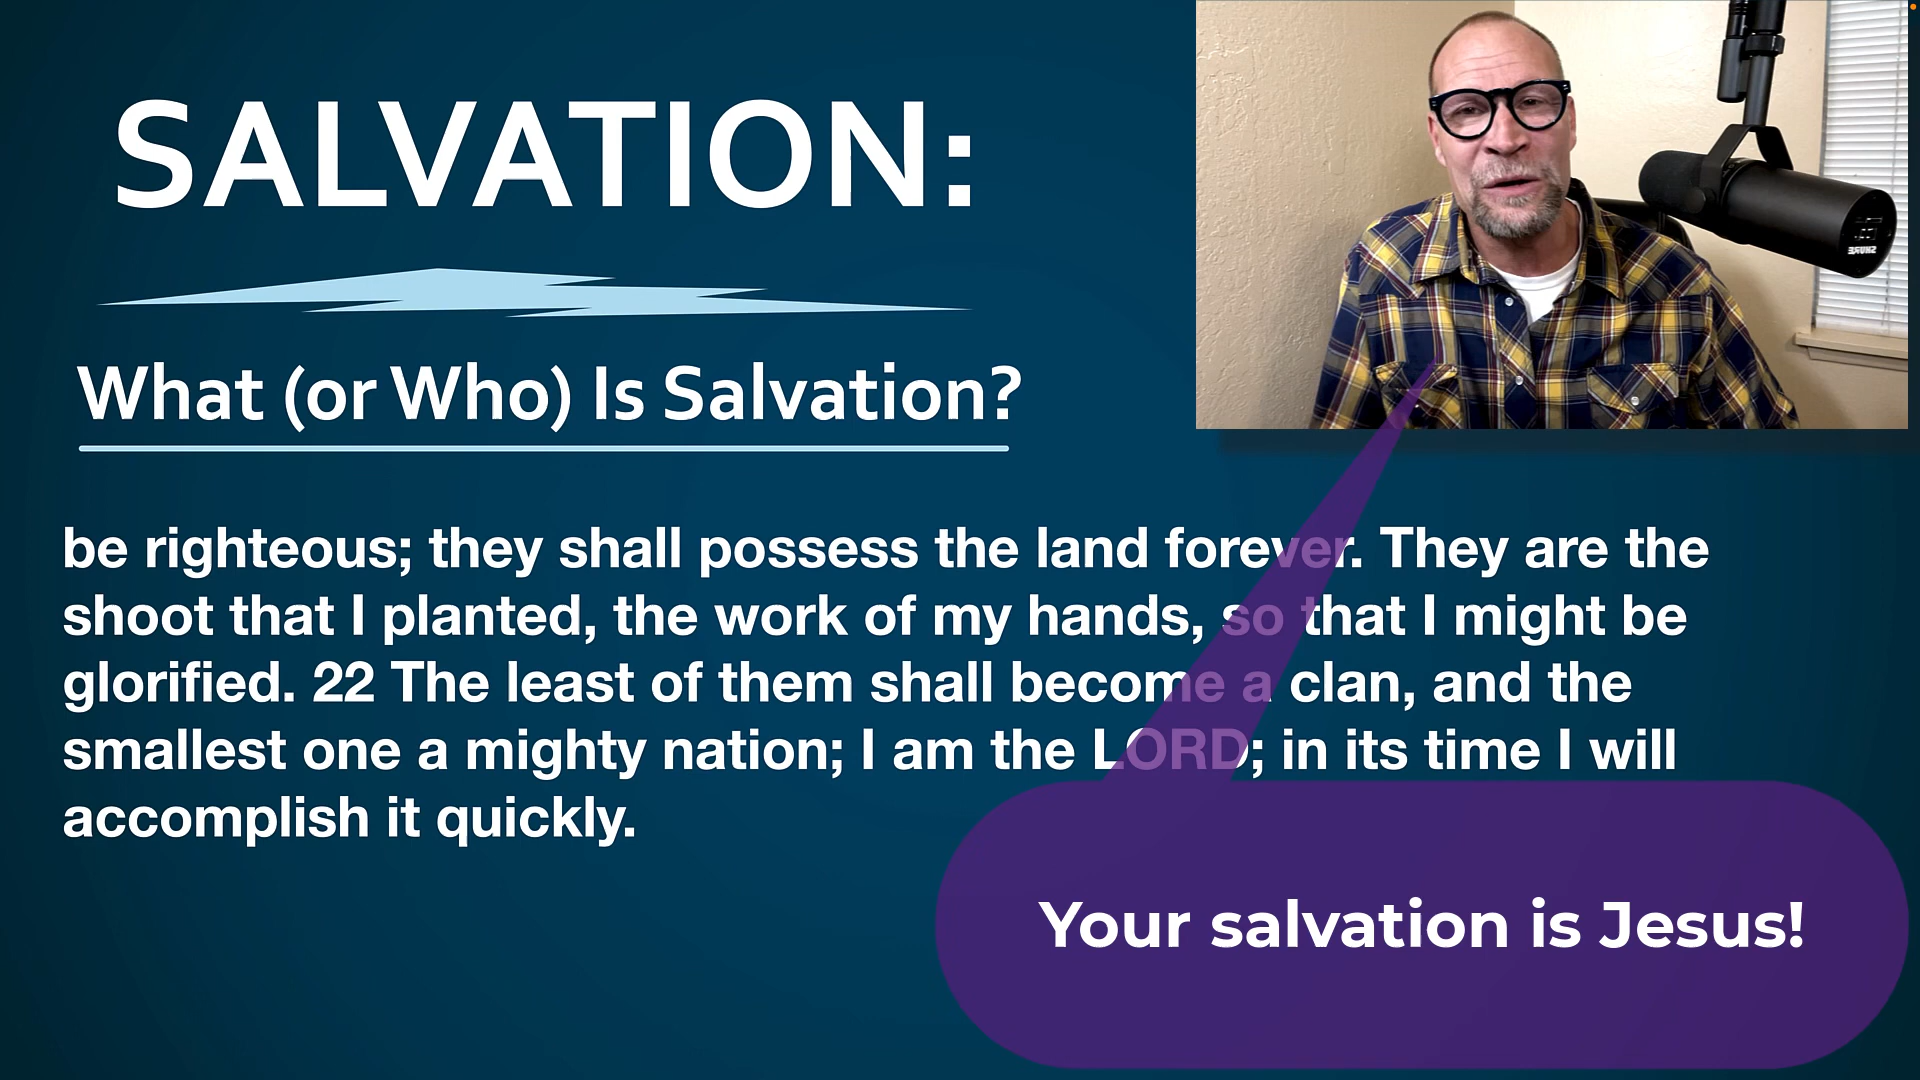 SALVATION:
What (or Who) Is Salvation?
be righteous; they shall possess the land forever. They are the
shoot that I planted, the work of my hands, so that I might be
glorified. 22 The least of them shall become a clan, and the
smallest one a mighty nation; I am the LORD; in its time I will
accomplish it quickly.
Your salvation is Jesus!
SHURE